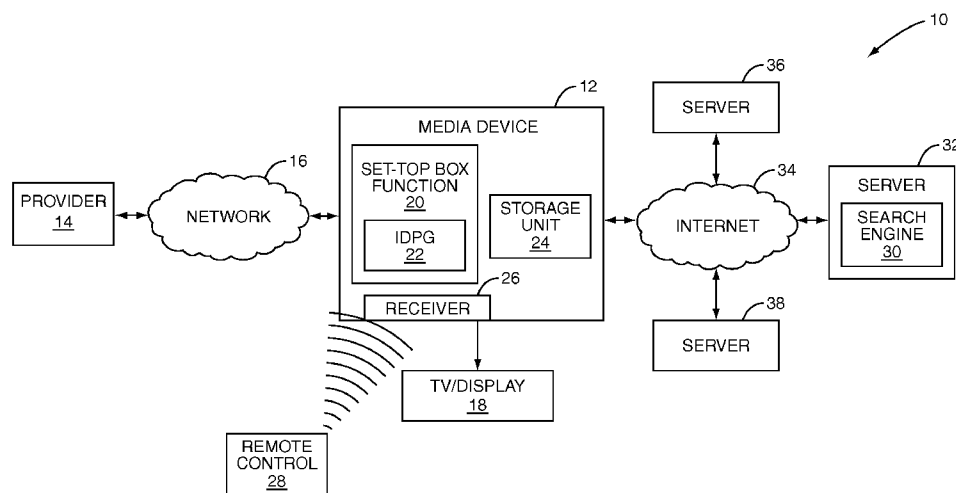 10
36
SERVER
12
MEDIA DEVICE
SET-TOP BOX
FUNCTION
20
IDPG
22
STORAGE
UNIT
24
26
RECEIVER
16
NETWORK
PROVIDER
14
34
INTERNET
32
SERVER
SEARCH
ENGINE
30
38
SERVER
TV/DISPLAY
18
REMOTE
CONTROL
28